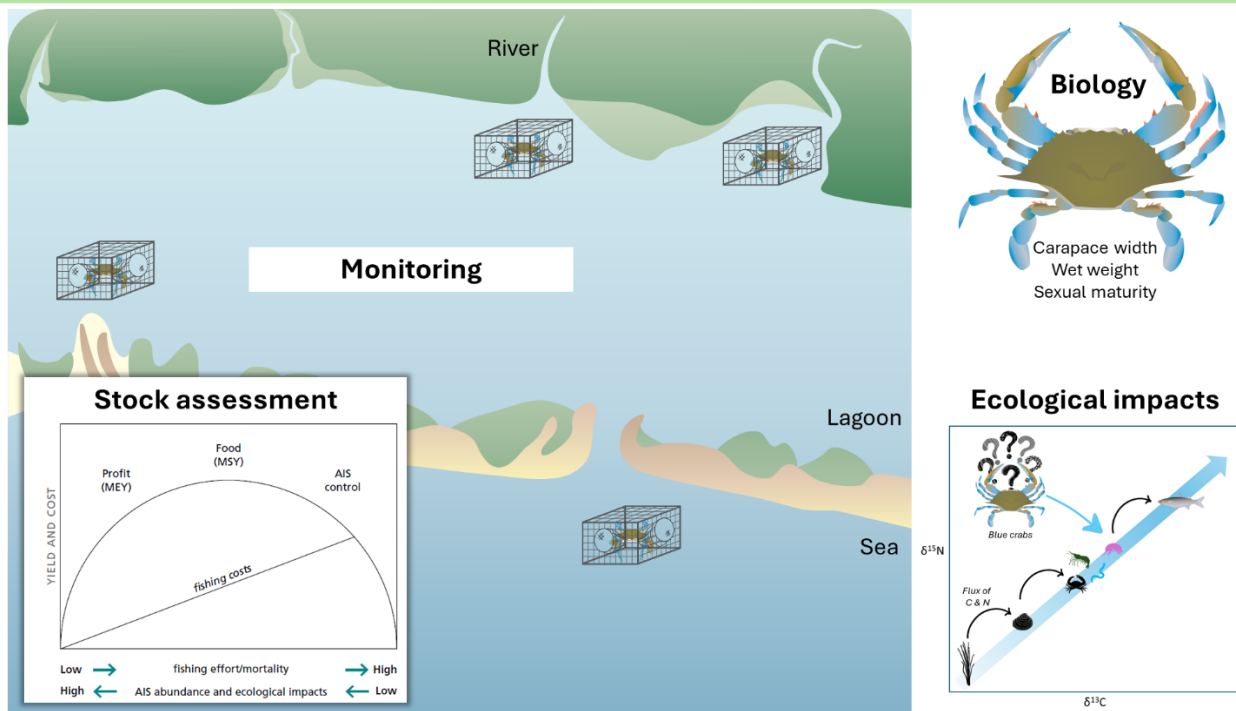 River
Monitoring
Lagoon
Sea
Stock assessment
Food
(MSY)
Profit
(MEY)
AIS
control
YIELD AND COST
fishing costs
Low fishing effort/mortality High
High AIS abundance and ecological impacts Low
Biology
Carapace width
Wet weight
Sexual maturity
Ecological impacts
? ? ? ? ? ?
Blue crabs
δ¹⁵N
Flux of
C & N
δ¹³C